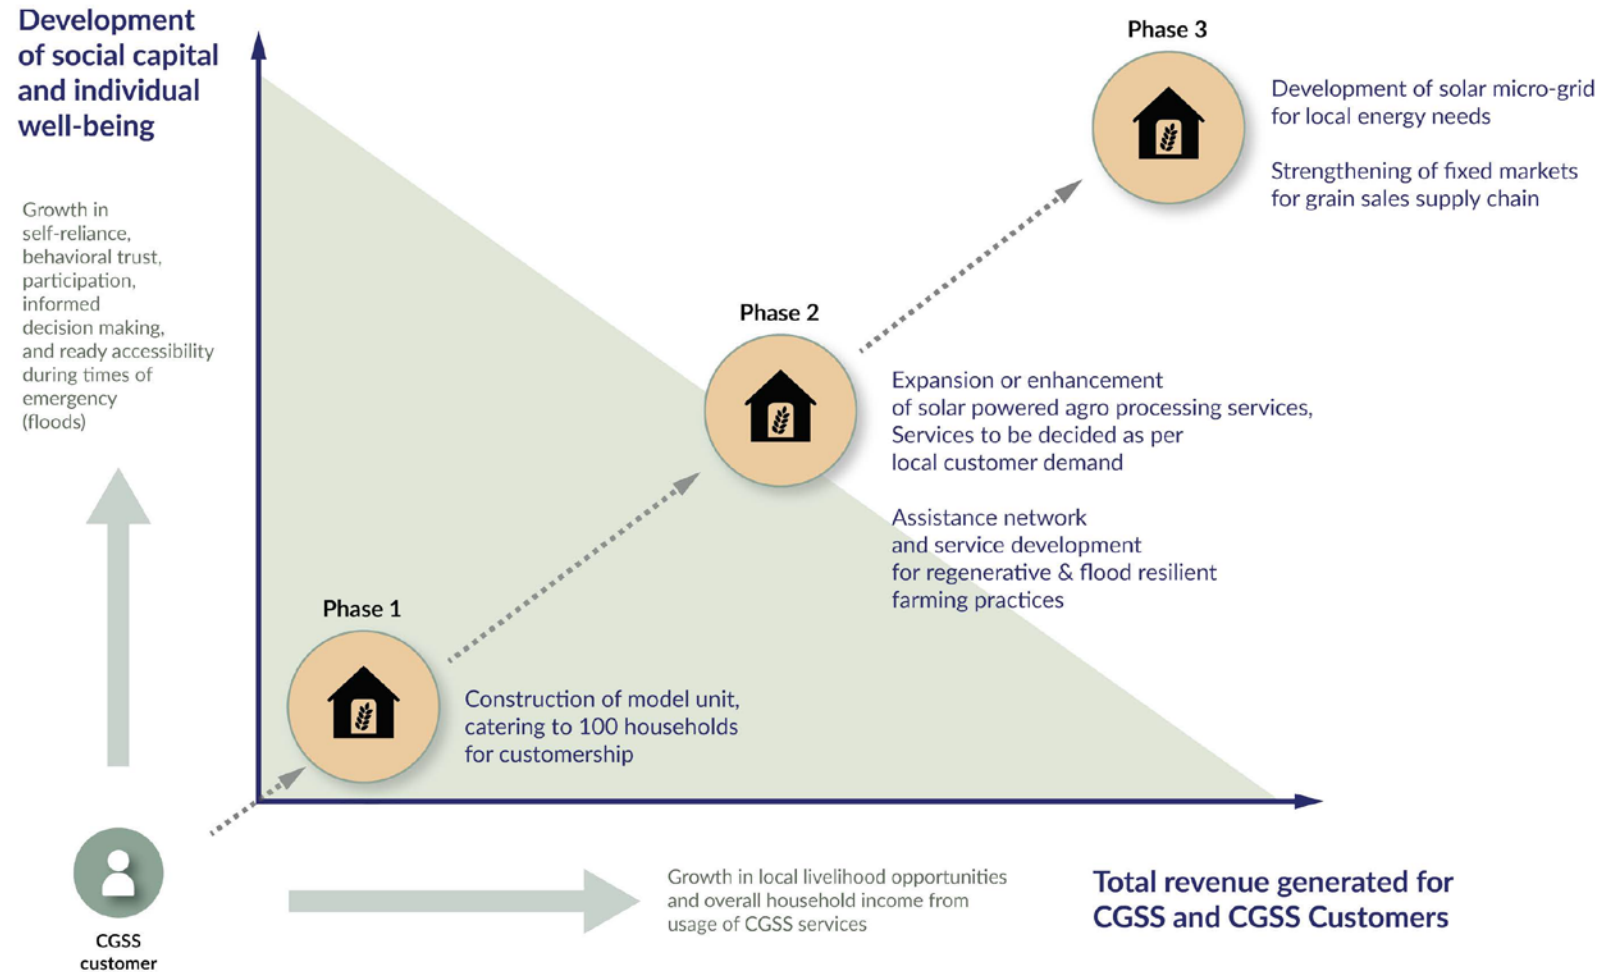 Development
of social capital
and individual
well-being
Growth in
self-reliance,
behavioral trust,
participation,
informed
decision making,
and ready accessibility
during times of
emergency
(floods)
Phase 3
Development of solar micro-grid
for local energy needs
Strengthening of fixed markets
for grain sales supply chain
Phase 2
Expansion or enhancement
of solar powered agro processing services,
Services to be decided as per
local customer demand
Assistance network
and service development
for regenerative & flood resilient
farming practices
Phase 1
Construction of model unit,
catering to 100 households
for customership
CGSS
customer
Growth in local livelihood opportunities
and overall household income from
usage of CGSS services
Total revenue generated for
CGSS and CGSS Customers